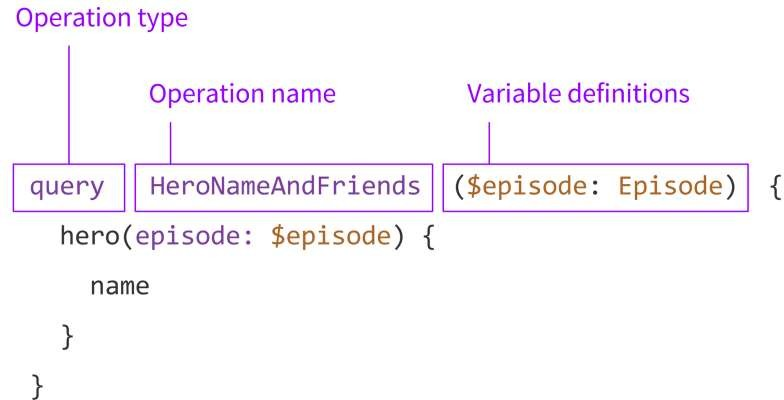 Operation type
Operation name Variable definitions
query HeroNameAndFriends ($episode: Episode) {
hero(episode: $episode) {
name
}
}